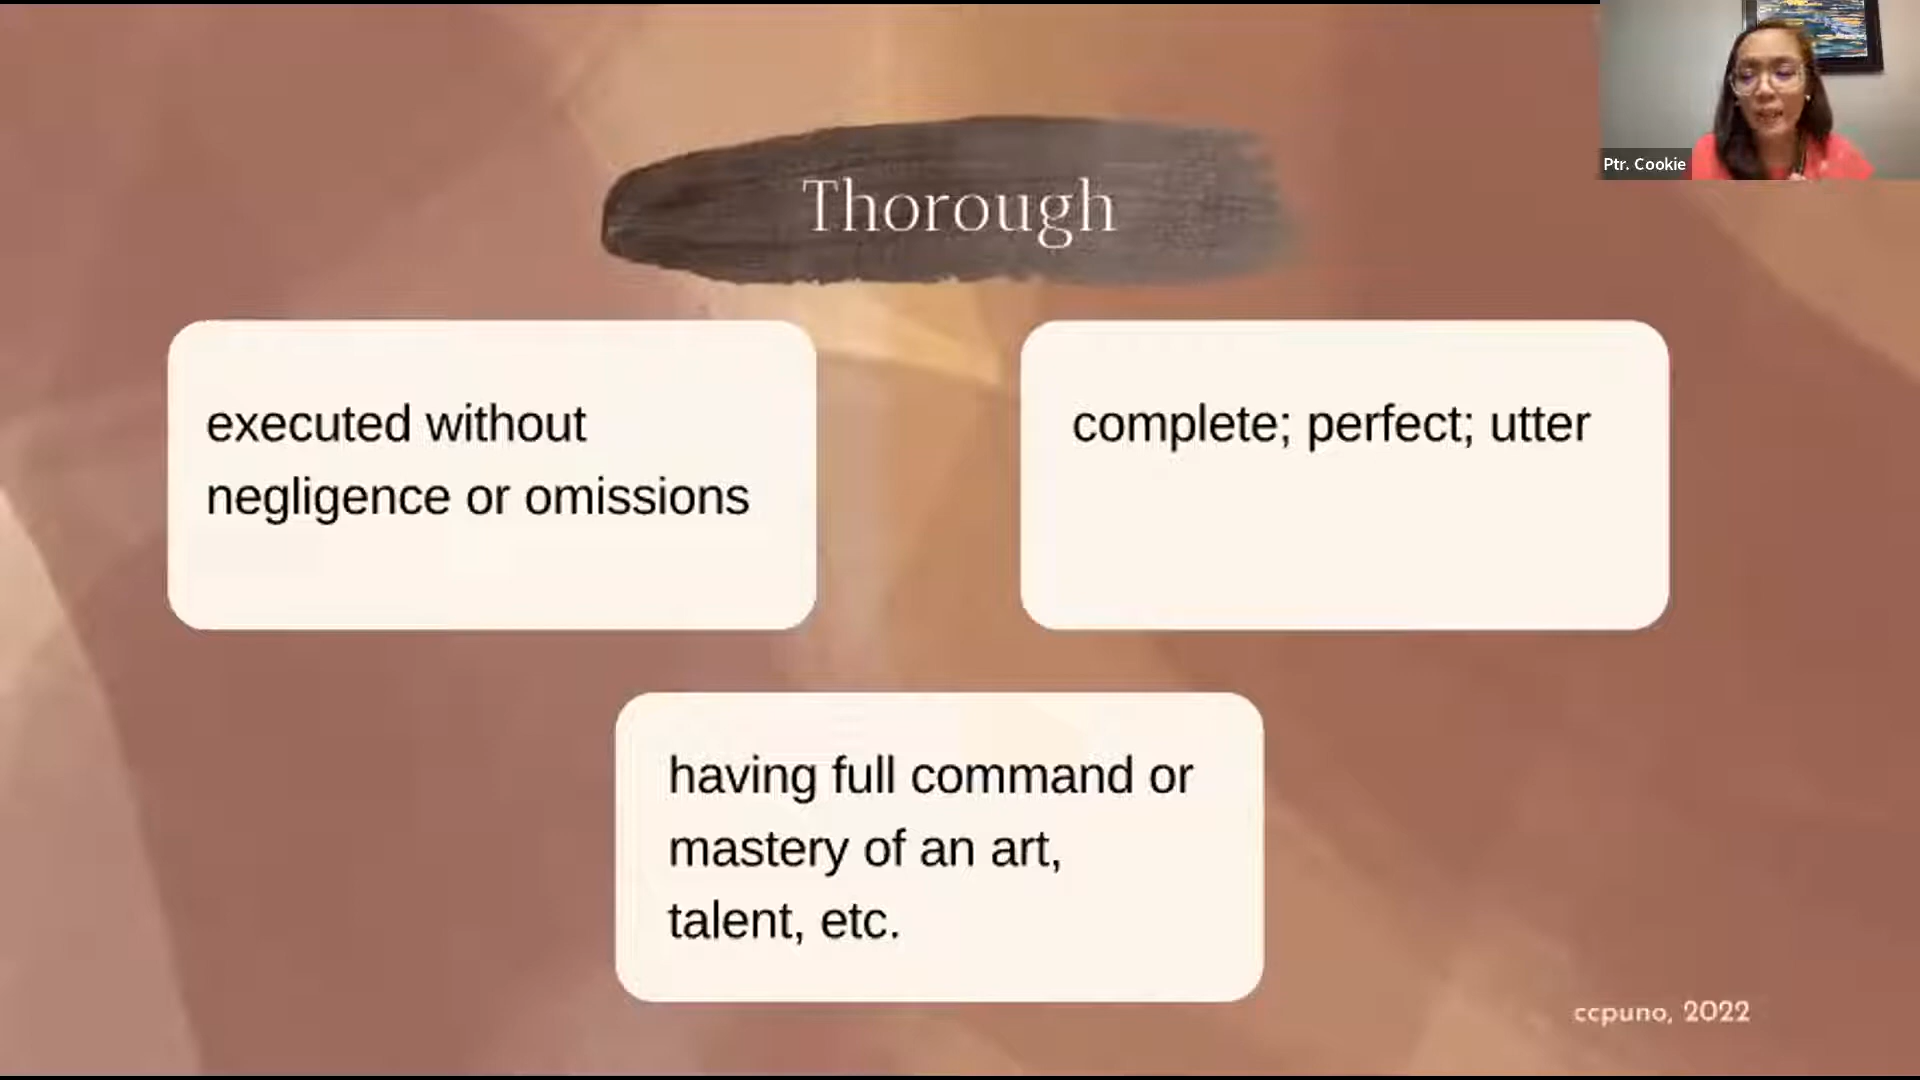 Ptr. Cookie
Thorough
executed without
negligence or omissions
complete; perfect; utter
having full command or
mastery of an art,
talent, etc.
ccpuno, 2022